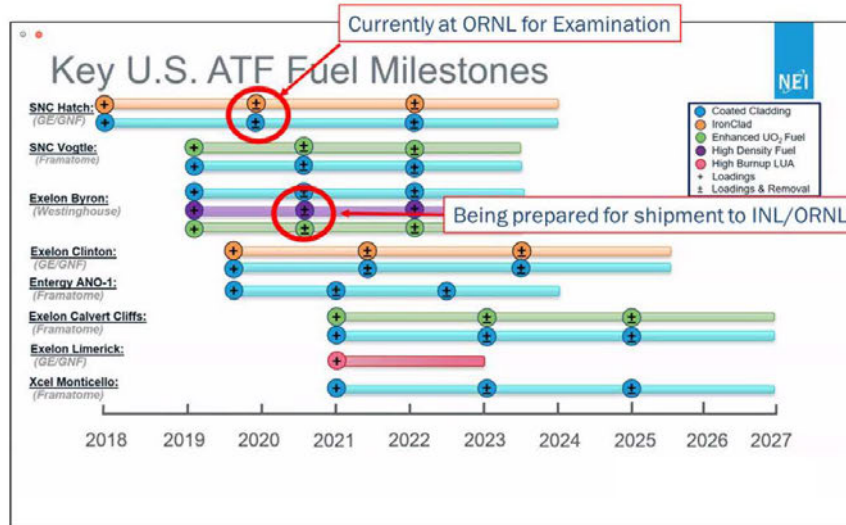 Currently at ORNL for Examination
Key U.S. ATF Fuel Milestones
NEI
SNC Hatch:
(GE/GNF)
SNC Vogtle:
(Framatome)
Exelon Byron:
(Westinghouse)
Exelon Clinton:
(GE/GNF)
Entergy ANO-1:
(Framatome)
Exelon Calvert Cliffs:
(Framatome)
Exelon Limerick:
(GE/GNF)
Xcel Monticello:
(Framatome)
Coated Cladding
IronClad
Enhanced UO₂ Fuel
High Density Fuel
High Burnup LUA
+ Loadings
± Loadings & Removal
Being prepared for shipment to INL/ORNL
2018 2019 2020 2021 2022 2023 2024 2025 2026 2027